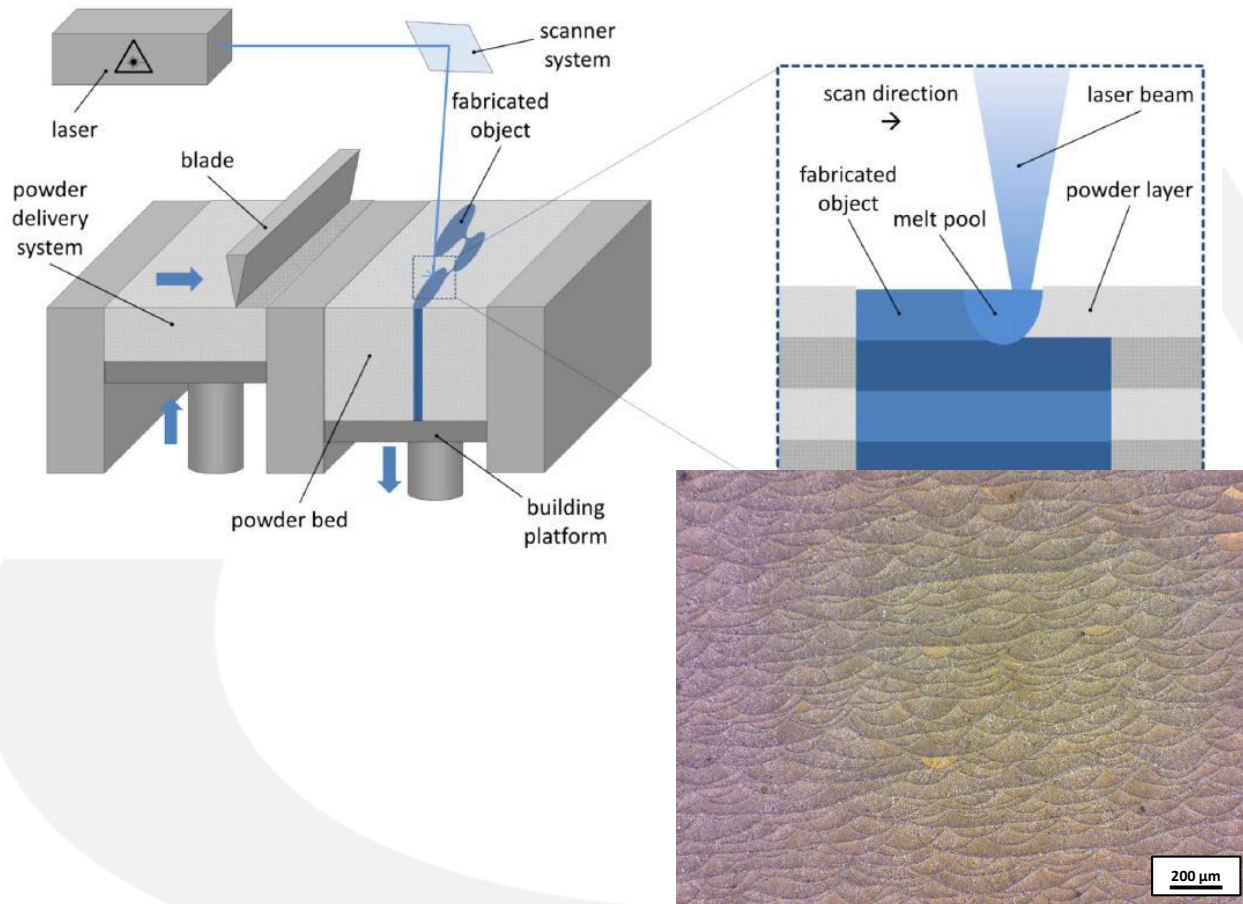 scanner
system
fabricated
object
laser
blade
powder
delivery
system
powder bed
building
platform
scan direction
→
laser beam
fabricated
object
melt pool
powder layer
200 µm